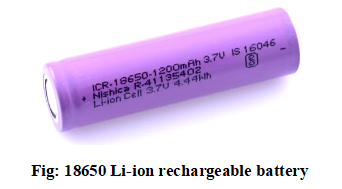 ICR-18650-1200mAh 3.7V IS 16046
Nishica R-41135402
+ Li-ion Cell 3.7V 4.44Wh
Fig: 18650 Li-ion rechargeable battery